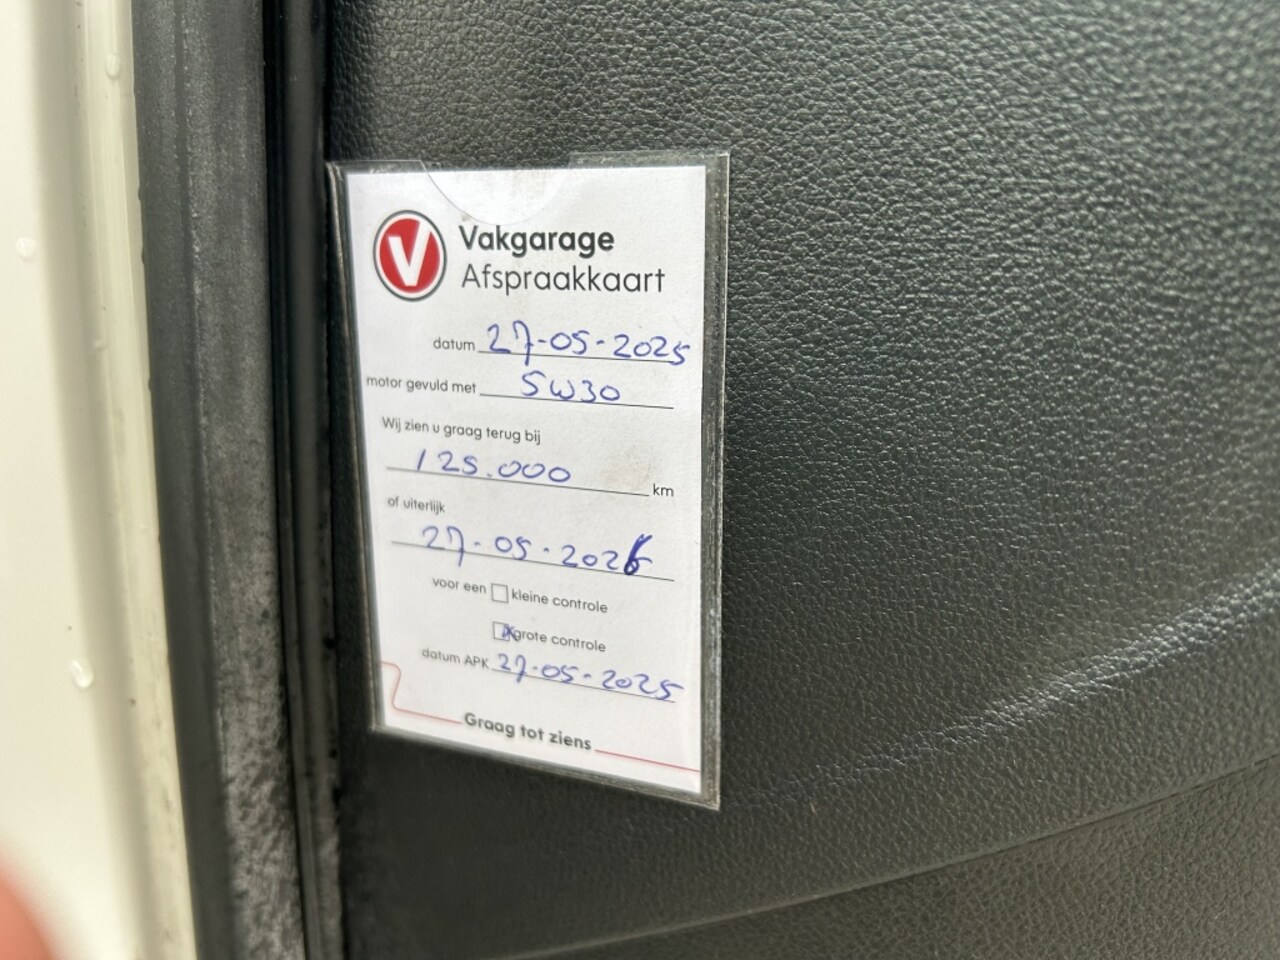 V
Vakgarage
Afspraakkaart
datum 27-05-2025
motor gevuld met 5W30
Wij zien u graag terug bij
125.000 km
of uiterlijk
27-05-2026
voor een kleine controle
grote controle
datum APK 27-05-2025
Graag tot ziens